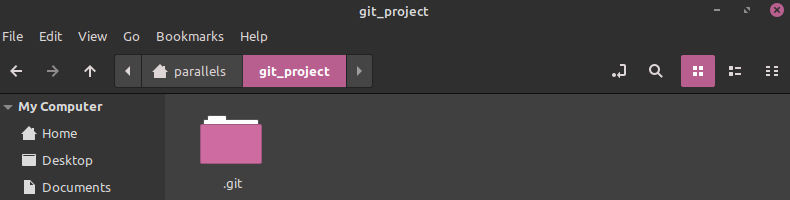 git_project
File Edit View Go Bookmarks Help
parallels git_project
My Computer
Home
Desktop
Documents
.git